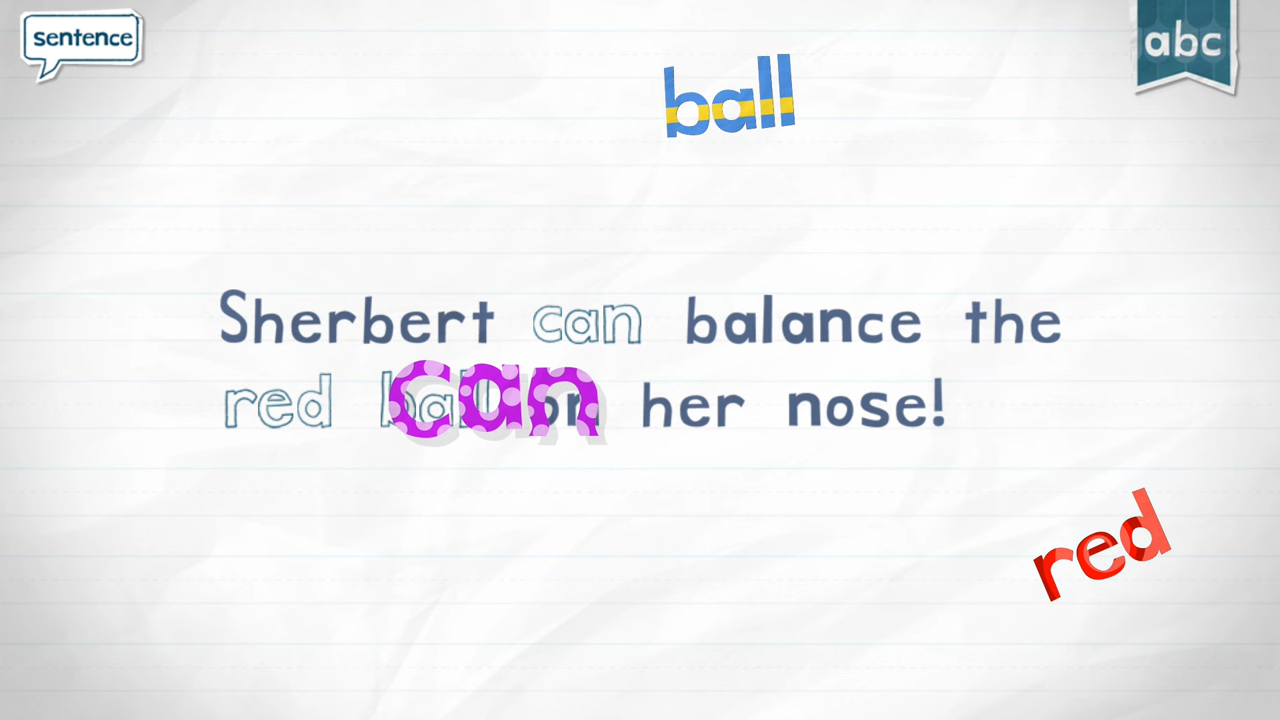 sentence
abc
ball
Sherbert can balance the
red ball on her nose!
can
red